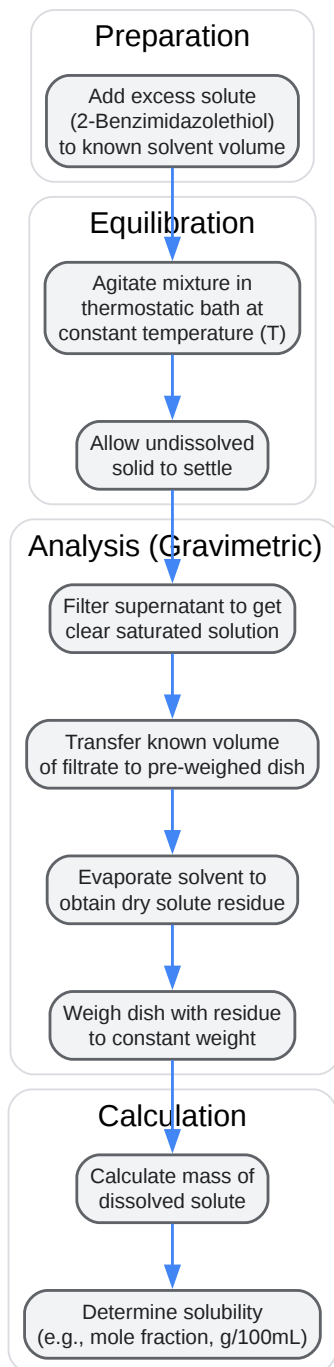 Preparation
Add excess solute
(2-Benzimidazolethiol)
to known solvent volume
Equilibration
Agitate mixture in
thermostatic bath at
constant temperature (T)
Allow undissolved
solid to settle
Analysis (Gravimetric)
Filter supernatant to get
clear saturated solution
Transfer known volume
of filtrate to pre-weighed dish
Evaporate solvent to
obtain dry solute residue
Weigh dish with residue
to constant weight
Calculation
Calculate mass of
dissolved solute
Determine solubility
(e.g., mole fraction, g/100mL)